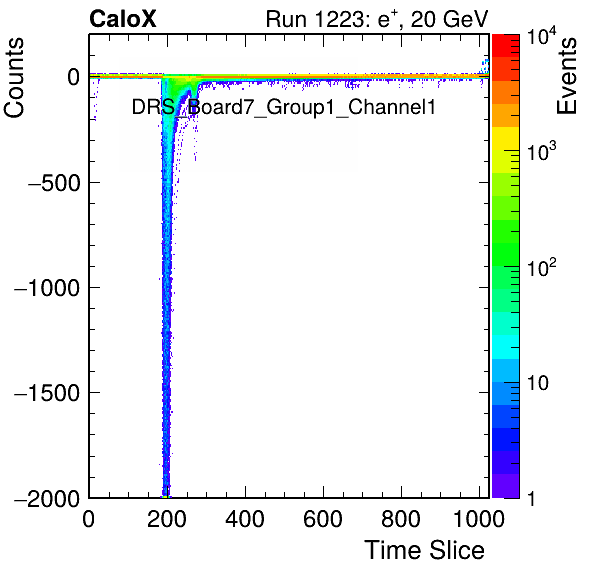 CaloX Run 1223: e⁺, 20 GeV
Counts
Events
DRS_Board7_Group1_Channel1
0
−500
−1000
−1500
−2000
0 200 400 600 800 1000
Time Slice
10⁴
10³
10²
10
1